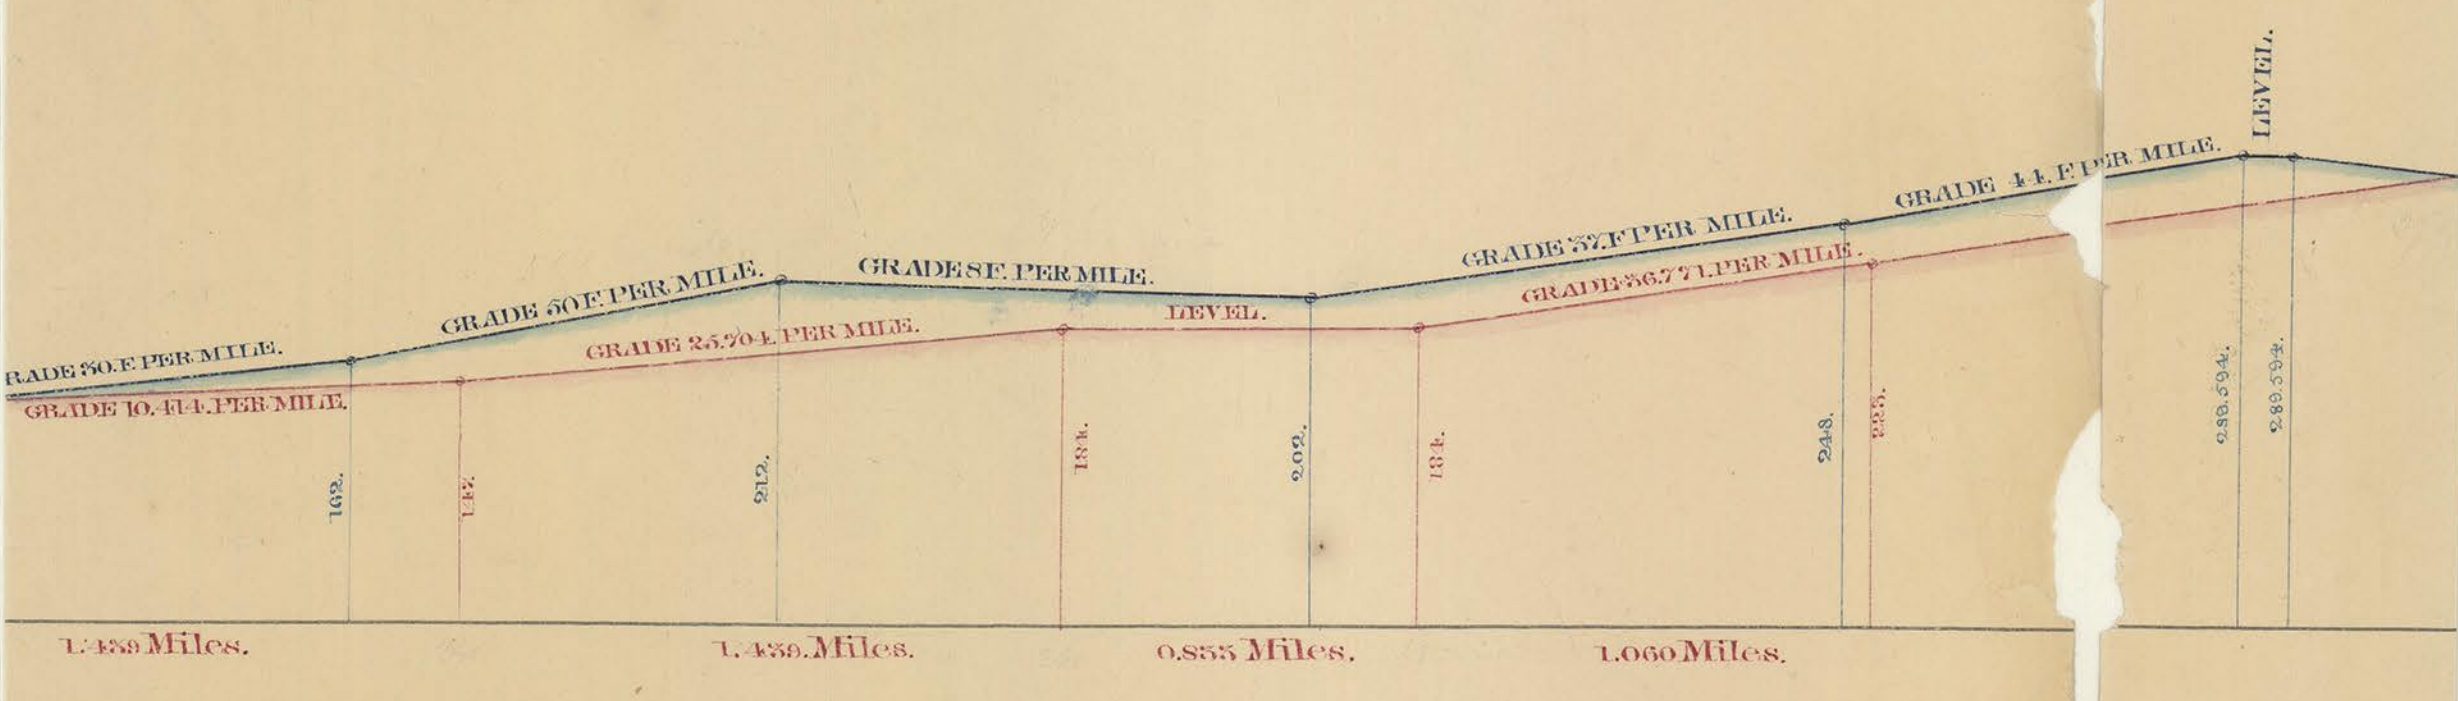 LEVEL.
GRADE 44.F. PER MILE.
GRADE 37.F PER MILE.
GRADE 36.771. PER MILE.
GRADE 8 F. PER MILE.
LEVEL.
GRADE 50 F. PER MILE.
GRADE 25.704. PER MILE.
RADE 30.F. PER MILE.
GRADE 10.414. PER MILE.
162.
147.
212.
184.
202.
184.
248.
223.
289.594.
289.594.
1.439 Miles.
1.439. Miles.
0.853 Miles.
1.060 Miles.